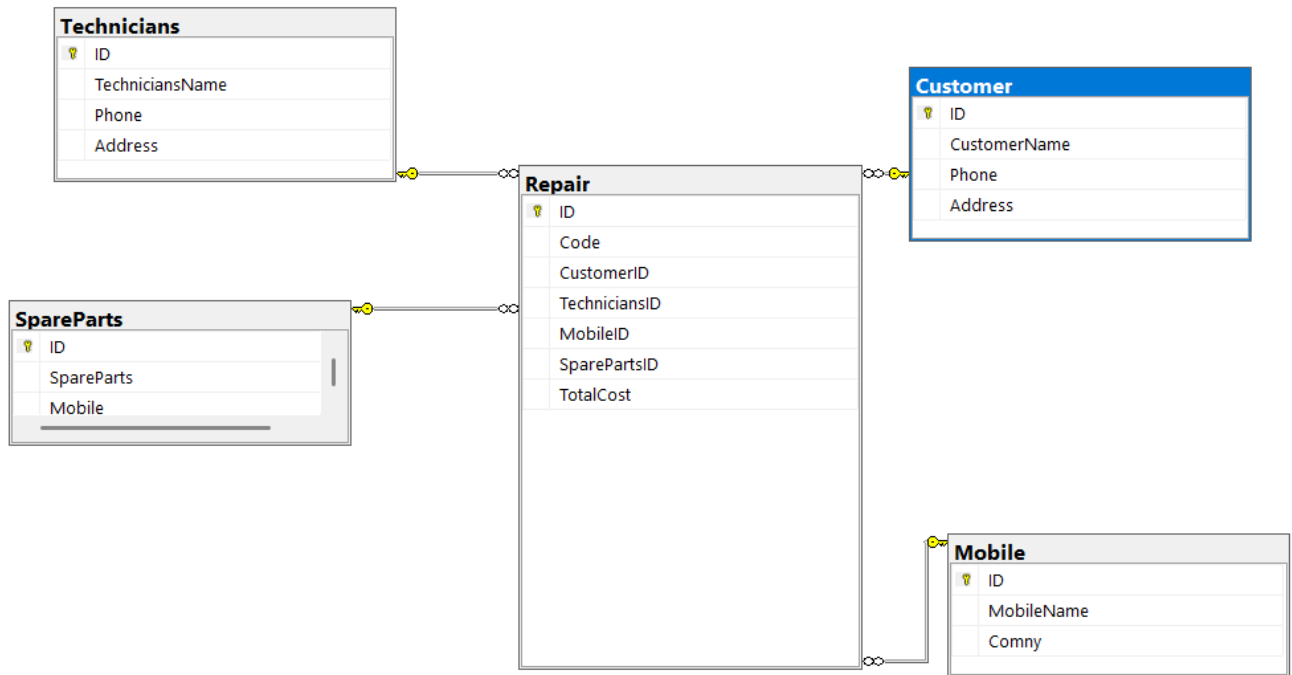 Technicians
ID
TechniciansName
Phone
Address
Customer
ID
CustomerName
Phone
Address
Repair
ID
Code
CustomerID
TechniciansID
MobileID
SparePartsID
TotalCost
SpareParts
ID
SpareParts
Mobile
Mobile
ID
MobileName
Comny